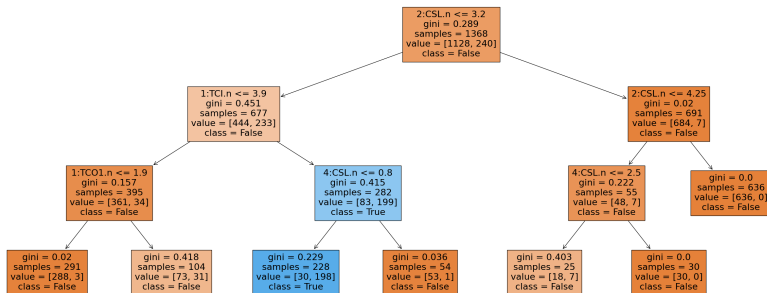 2:CSL.n <= 3.2
gini = 0.289
samples = 1368
value = [1128, 240]
class = False
1:TCI.n <= 3.9
gini = 0.451
samples = 677
value = [444, 233]
class = False
2:CSL.n <= 4.25
gini = 0.02
samples = 691
value = [684, 7]
class = False
1:TCO1.n <= 1.9
gini = 0.157
samples = 395
value = [361, 34]
class = False
4:CSL.n <= 0.8
gini = 0.415
samples = 282
value = [83, 199]
class = True
4:CSL.n <= 2.5
gini = 0.222
samples = 55
value = [48, 7]
class = False
gini = 0.0
samples = 636
value = [636, 0]
class = False
gini = 0.02
samples = 291
value = [288, 3]
class = False
gini = 0.418
samples = 104
value = [73, 31]
class = False
gini = 0.229
samples = 228
value = [30, 198]
class = True
gini = 0.036
samples = 54
value = [53, 1]
class = False
gini = 0.403
samples = 25
value = [18, 7]
class = False
gini = 0.0
samples = 30
value = [30, 0]
class = False